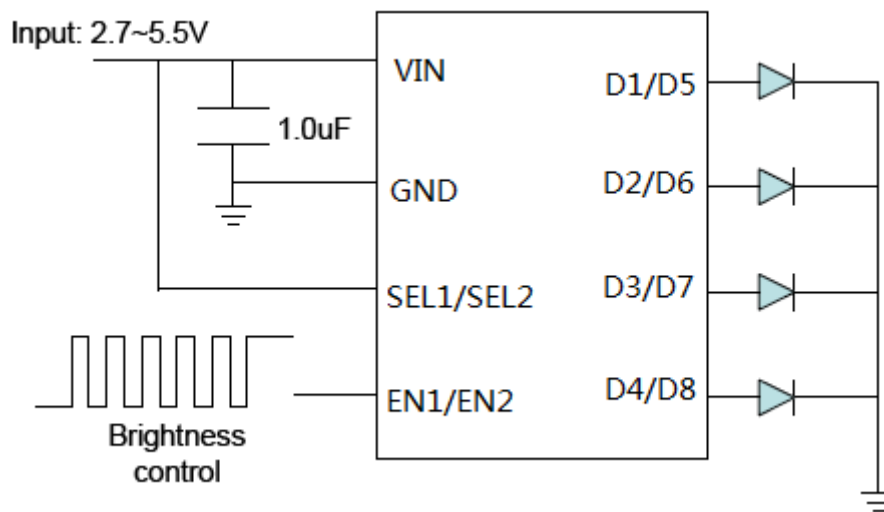 Input: 2.7~5.5V
VIN
D1/D5
1.0uF
GND
D2/D6
SEL1/SEL2
D3/D7
EN1/EN2
D4/D8
Brightness
control